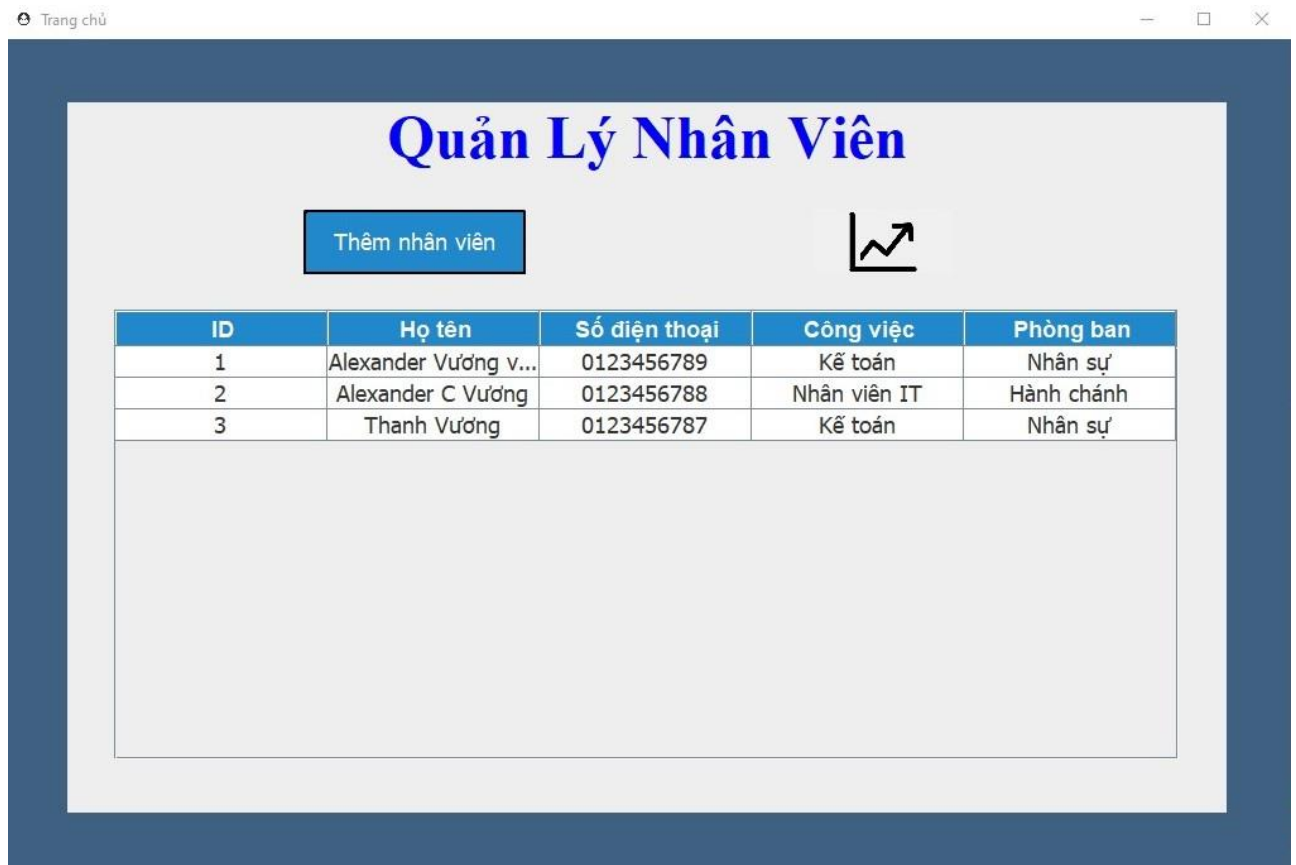 Trang chủ
Quản Lý Nhân Viên
Thêm nhân viên
ID Họ tên Số điện thoại Công việc Phòng ban
1 Alexander Vương v... 0123456789 Kế toán Nhân sự
2 Alexander C Vương 0123456788 Nhân viên IT Hành chánh
3 Thanh Vương 0123456787 Kế toán Nhân sự